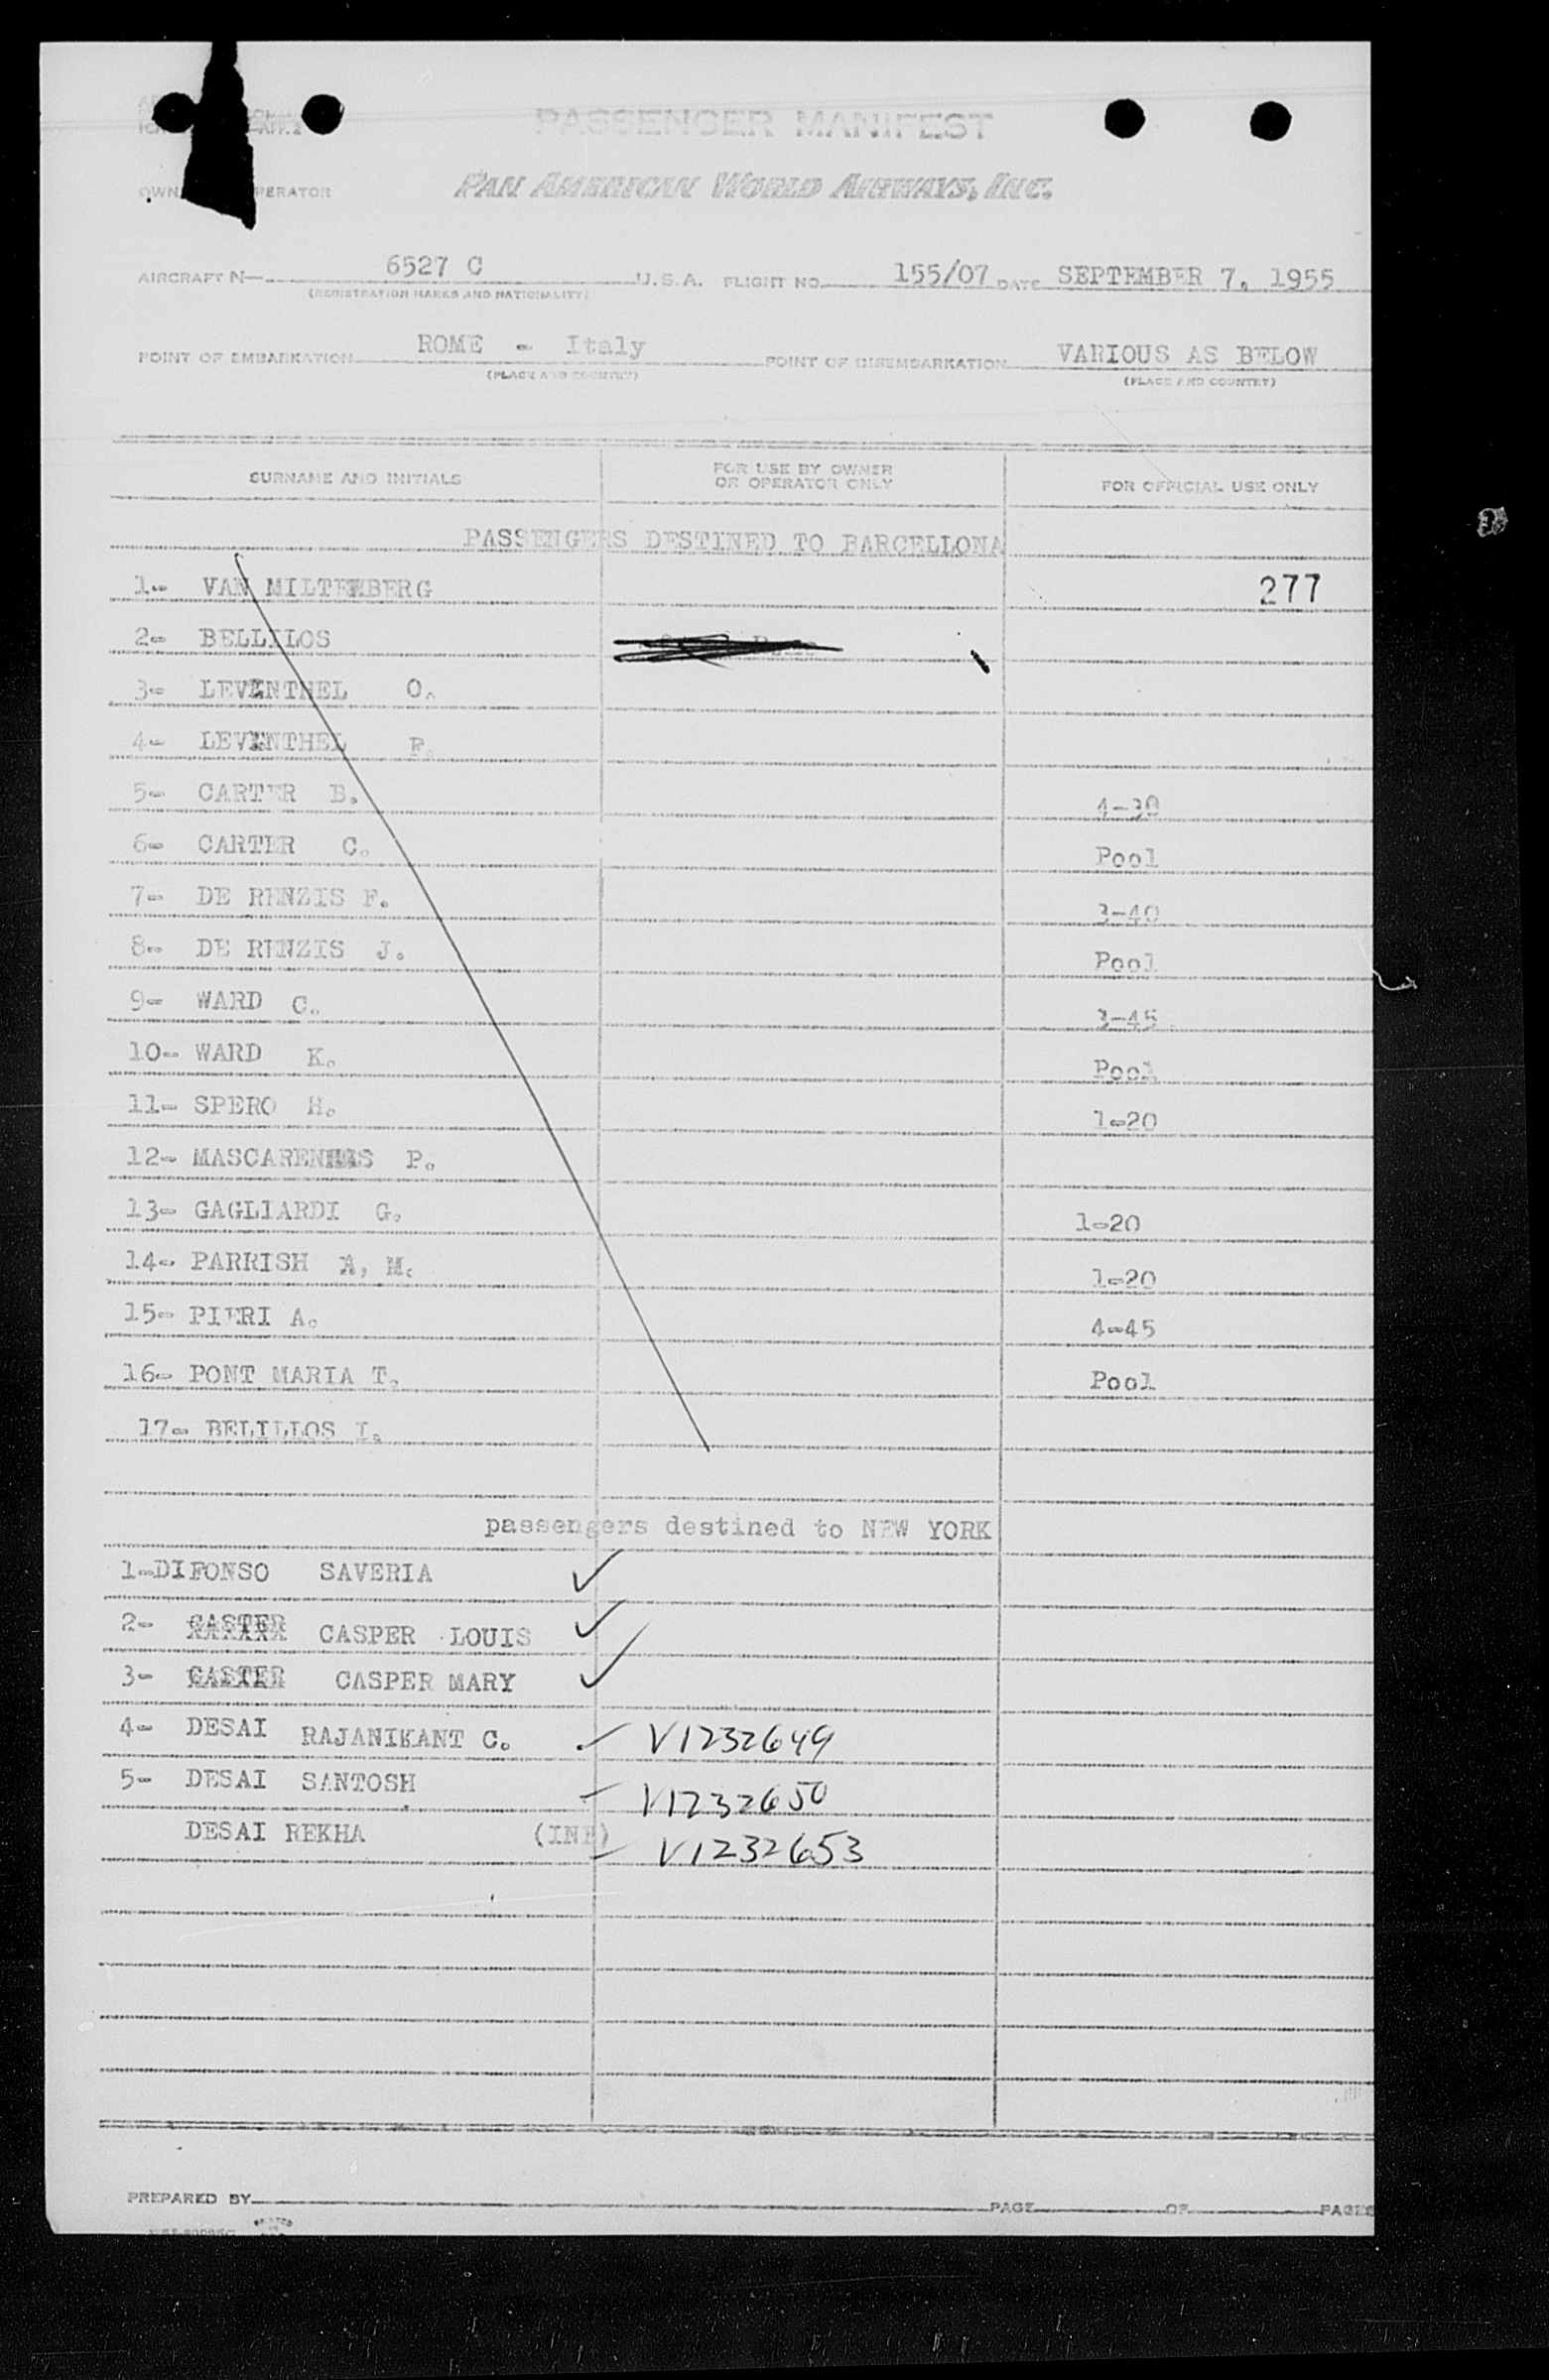 PASSENGER MANIFEST
OWN PERATOR PAN AMERICAN WORLD AIRWAYS, INC.
AIRCRAFT N— 6527 C U.S.A. FLIGHT NO. 155/07 DATE SEPTEMBER 7, 1955
(REGISTRATION MARKS AND NATIONALITY)
POINT OF EMBARKATION ROME - Italy POINT OF DISEMBARKATION VARIOUS AS BELOW
(PLACE AND COUNTRY) (PLACE AND COUNTRY)
SURNAME AND INITIALS FOR USE BY OWNER OR OPERATOR ONLY FOR OFFICIAL USE ONLY
PASSENGERS DESTINED TO BARCELLONA
1- VAN MILTEMBERG 277
2- BELLILOS
3- LEVENTHEL O.
4- LEVENTHEL F.
5- CARTER B. 4-30
6- CARTER C. Pool
7- DE RENZIS F. 3-40
8- DE RENZIS J. Pool
9- WARD C. 3-45
10- WARD K. Pool
11- SPERO H. 1-20
12- MASCARENHAS P.
13- GAGLIARDI G. 1-20
14- PARRISH A, M. 1-20
15- PIERI A. 4-45
16- PONT MARIA T. Pool
17- BELILLOS I.
passengers destined to NEW YORK
1-DIFONSO SAVERIA ✓
2- CASTER CASPER LOUIS ✓
3- CASTER CASPER MARY ✓
4- DESAI RAJANIKANT C. ✓ V1232649
5- DESAI SANTOSH V1232650
DESAI REKHA (INF) V1232653
PREPARED BY PAGE OF PAGES